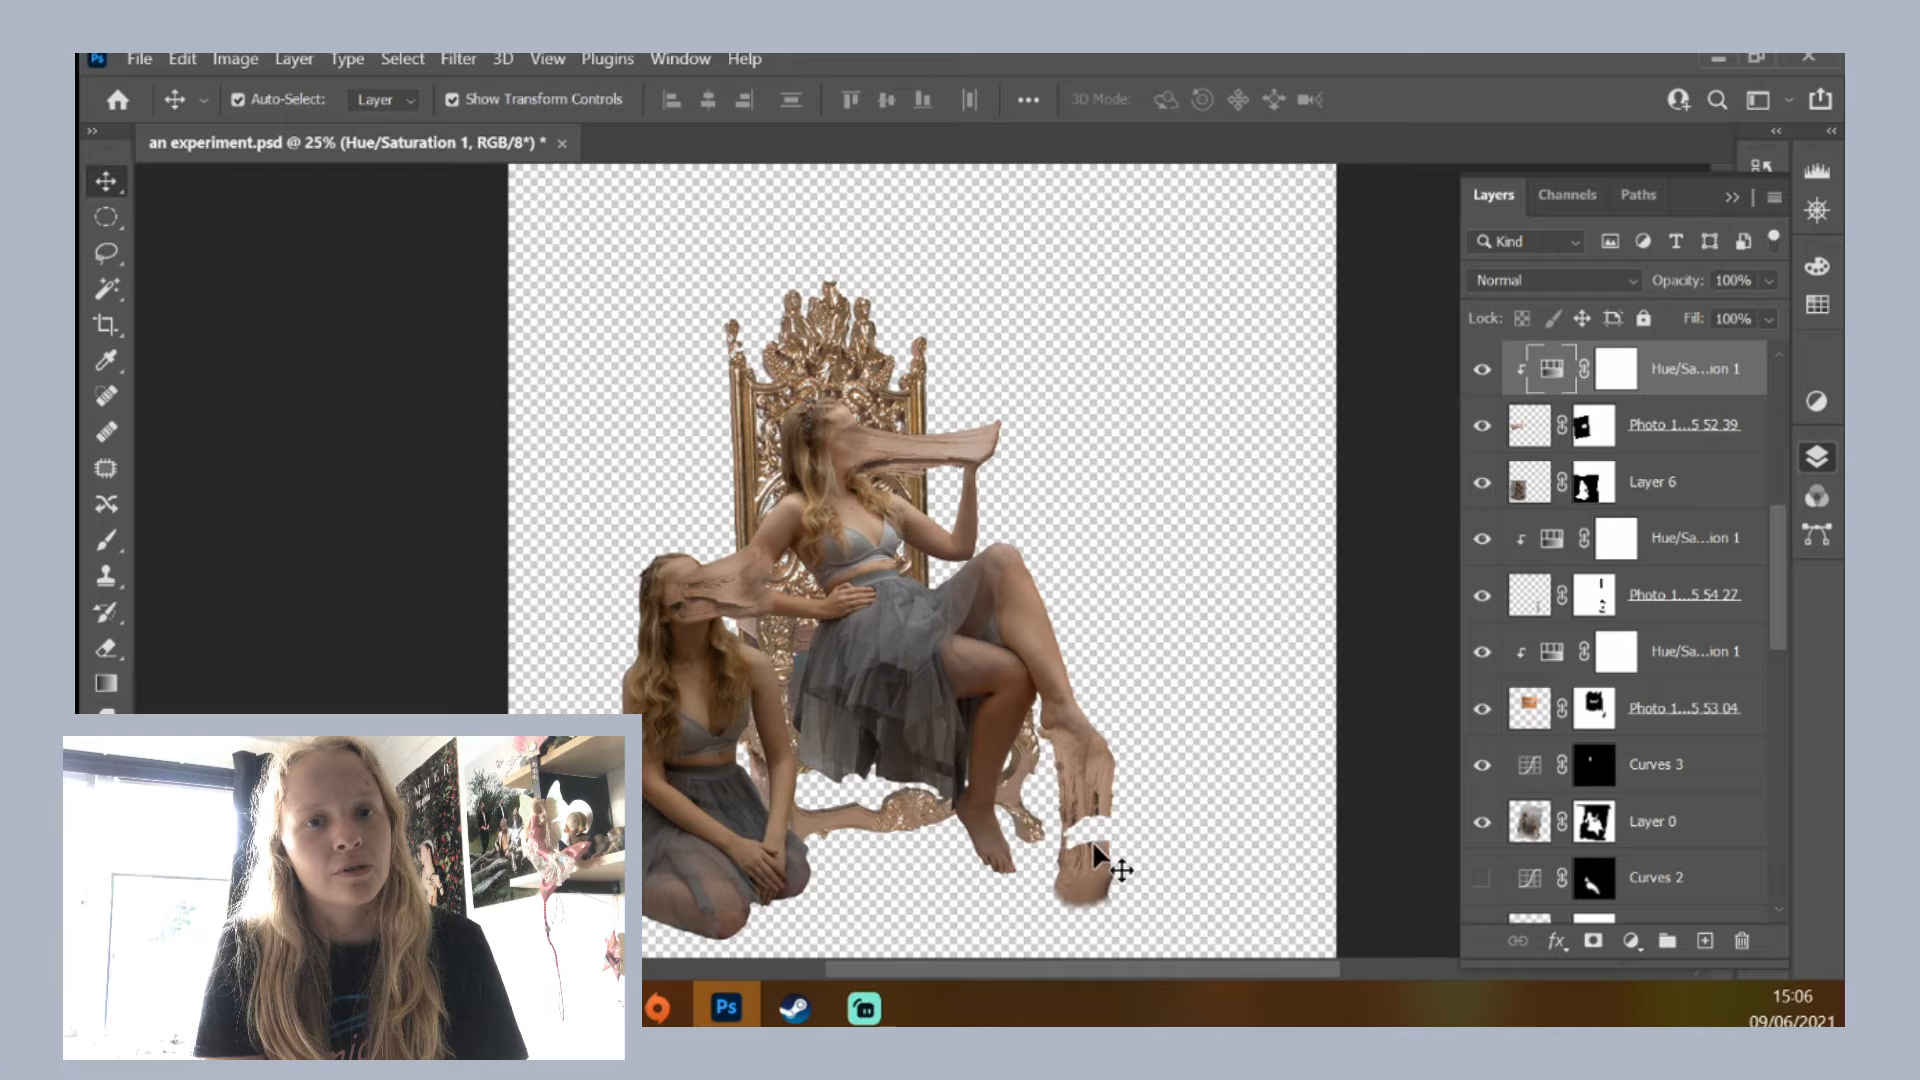 Ps File Edit Image Layer Type Select Filter 3D View Plugins Window Help
Auto-Select: Layer Show Transform Controls 3D Mode:
an experiment.psd @ 25% (Hue/Saturation 1, RGB/8*) *
Layers Channels Paths
Kind
Normal Opacity: 100%
Lock: Fill: 100%
Hue/Sa...ion 1
Photo 1...5 52 39
Layer 6
Hue/Sa...ion 1
Photo 1...5 54 27
Hue/Sa...ion 1
Photo 1...5 53 04
Curves 3
Layer 0
Curves 2
fx
Ps
15:06
09/06/2021